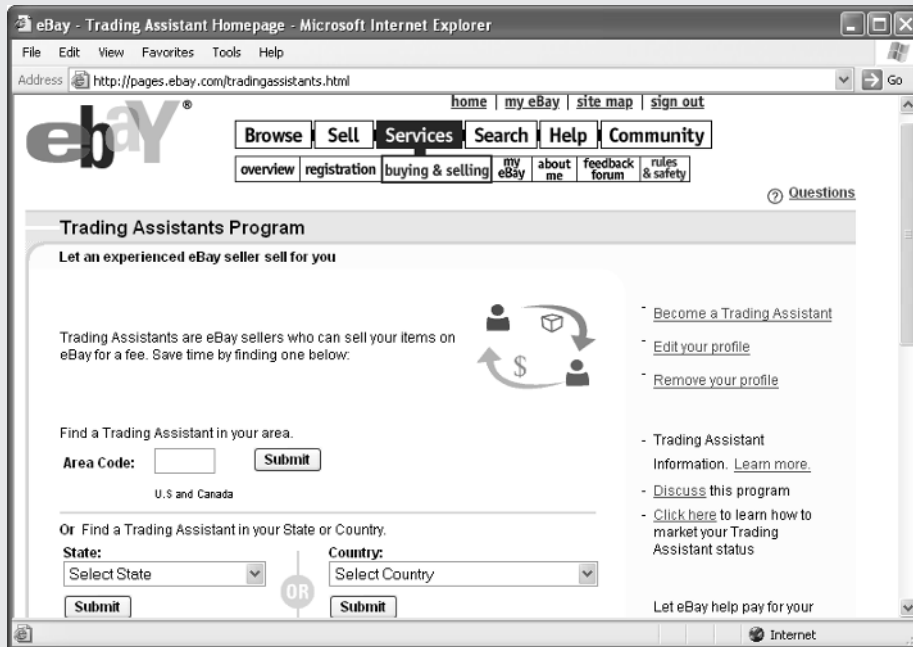 eBay - Trading Assistant Homepage - Microsoft Internet Explorer
File Edit View Favorites Tools Help
Address http://pages.ebay.com/tradingassistants.html Go
home | my eBay | site map | sign out
ebaY®
Browse Sell Services Search Help Community
overview registration buying & selling my eBay about me feedback forum rules & safety
? Questions
Trading Assistants Program
Let an experienced eBay seller sell for you
Trading Assistants are eBay sellers who can sell your items on
eBay for a fee. Save time by finding one below:
$
- Become a Trading Assistant
- Edit your profile
- Remove your profile
Find a Trading Assistant in your area.
Area Code: Submit
U.S and Canada
- Trading Assistant
Information. Learn more.
- Discuss this program
- Click here to learn how to
market your Trading
Assistant status
Or Find a Trading Assistant in your State or Country.
State: Country:
Select State OR Select Country
Submit Submit
Let eBay help pay for your
Internet